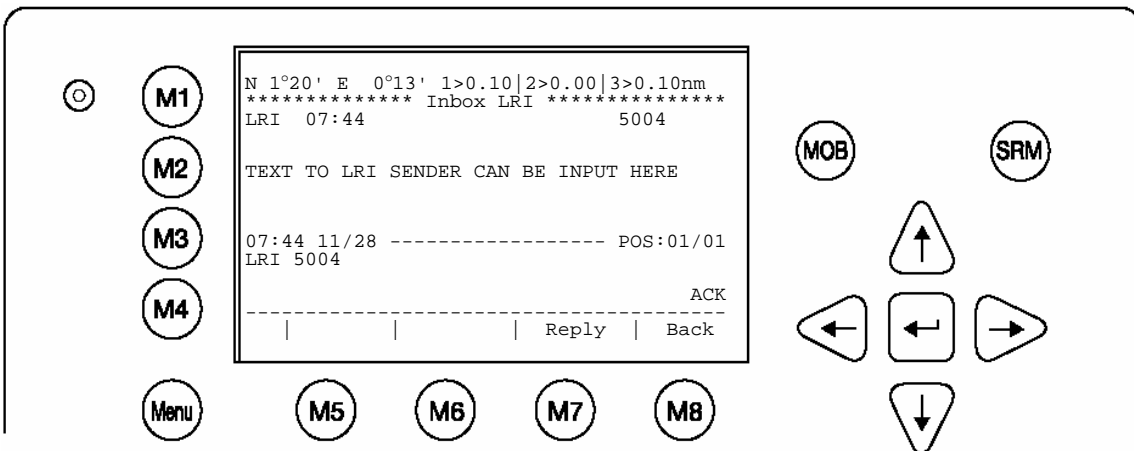 N 1°20' E 0°13' 1>0.10|2>0.00|3>0.10nm
************** Inbox LRI ***************
LRI 07:44 5004
TEXT TO LRI SENDER CAN BE INPUT HERE
07:44 11/28 ------------------ POS:01/01
LRI 5004
ACK
----------------------------------------
| | | Reply | Back
M1
M2
M3
M4
Menu
M5 M6 M7 M8
MOB SRM